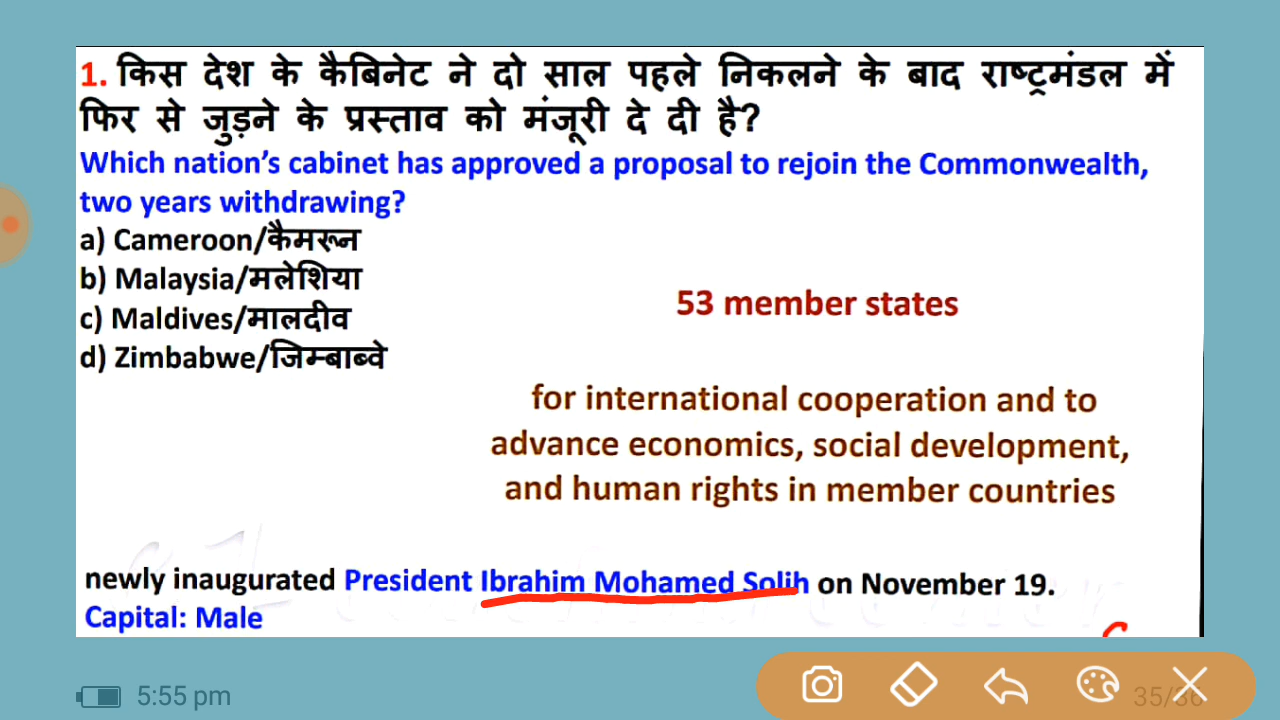 1. किस देश के कैबिनेट ने दो साल पहले निकलने के बाद राष्ट्रमंडल में
फिर से जुड़ने के प्रस्ताव को मंजूरी दे दी है?
Which nation's cabinet has approved a proposal to rejoin the Commonwealth,
two years withdrawing?
a) Cameroon/कैमरून
b) Malaysia/मलेशिया
c) Maldives/मालदीव
d) Zimbabwe/जिम्बाब्वे
53 member states
for international cooperation and to
advance economics, social development,
and human rights in member countries
newly inaugurated President Ibrahim Mohamed Solih on November 19.
Capital: Male
5:55 pm
35/36